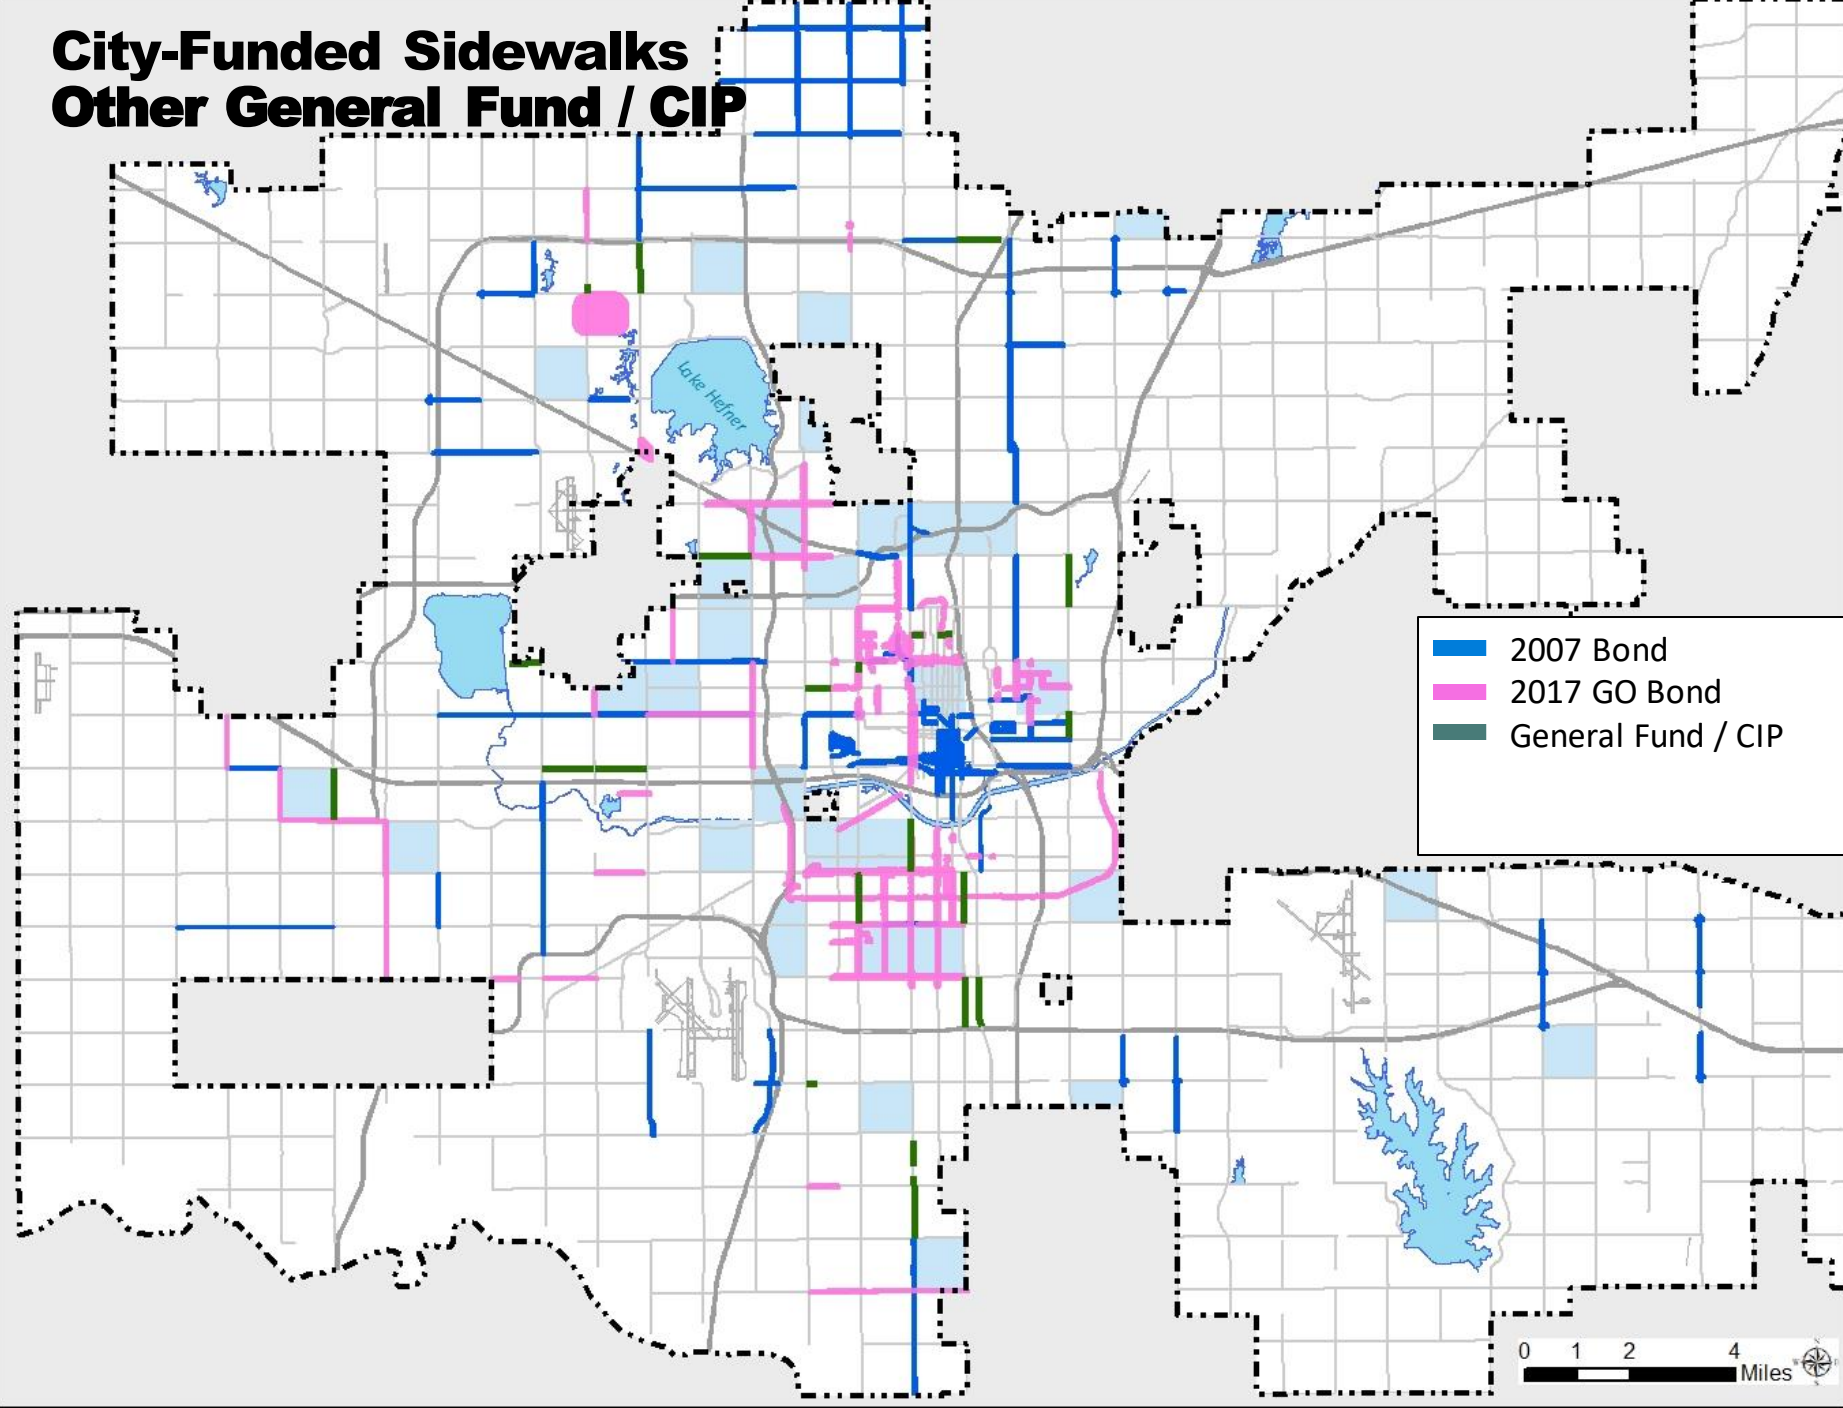 City-Funded Sidewalks
Other General Fund / CIP
Lake Hefner
2007 Bond
2017 GO Bond
General Fund / CIP
0 1 2 4
Miles